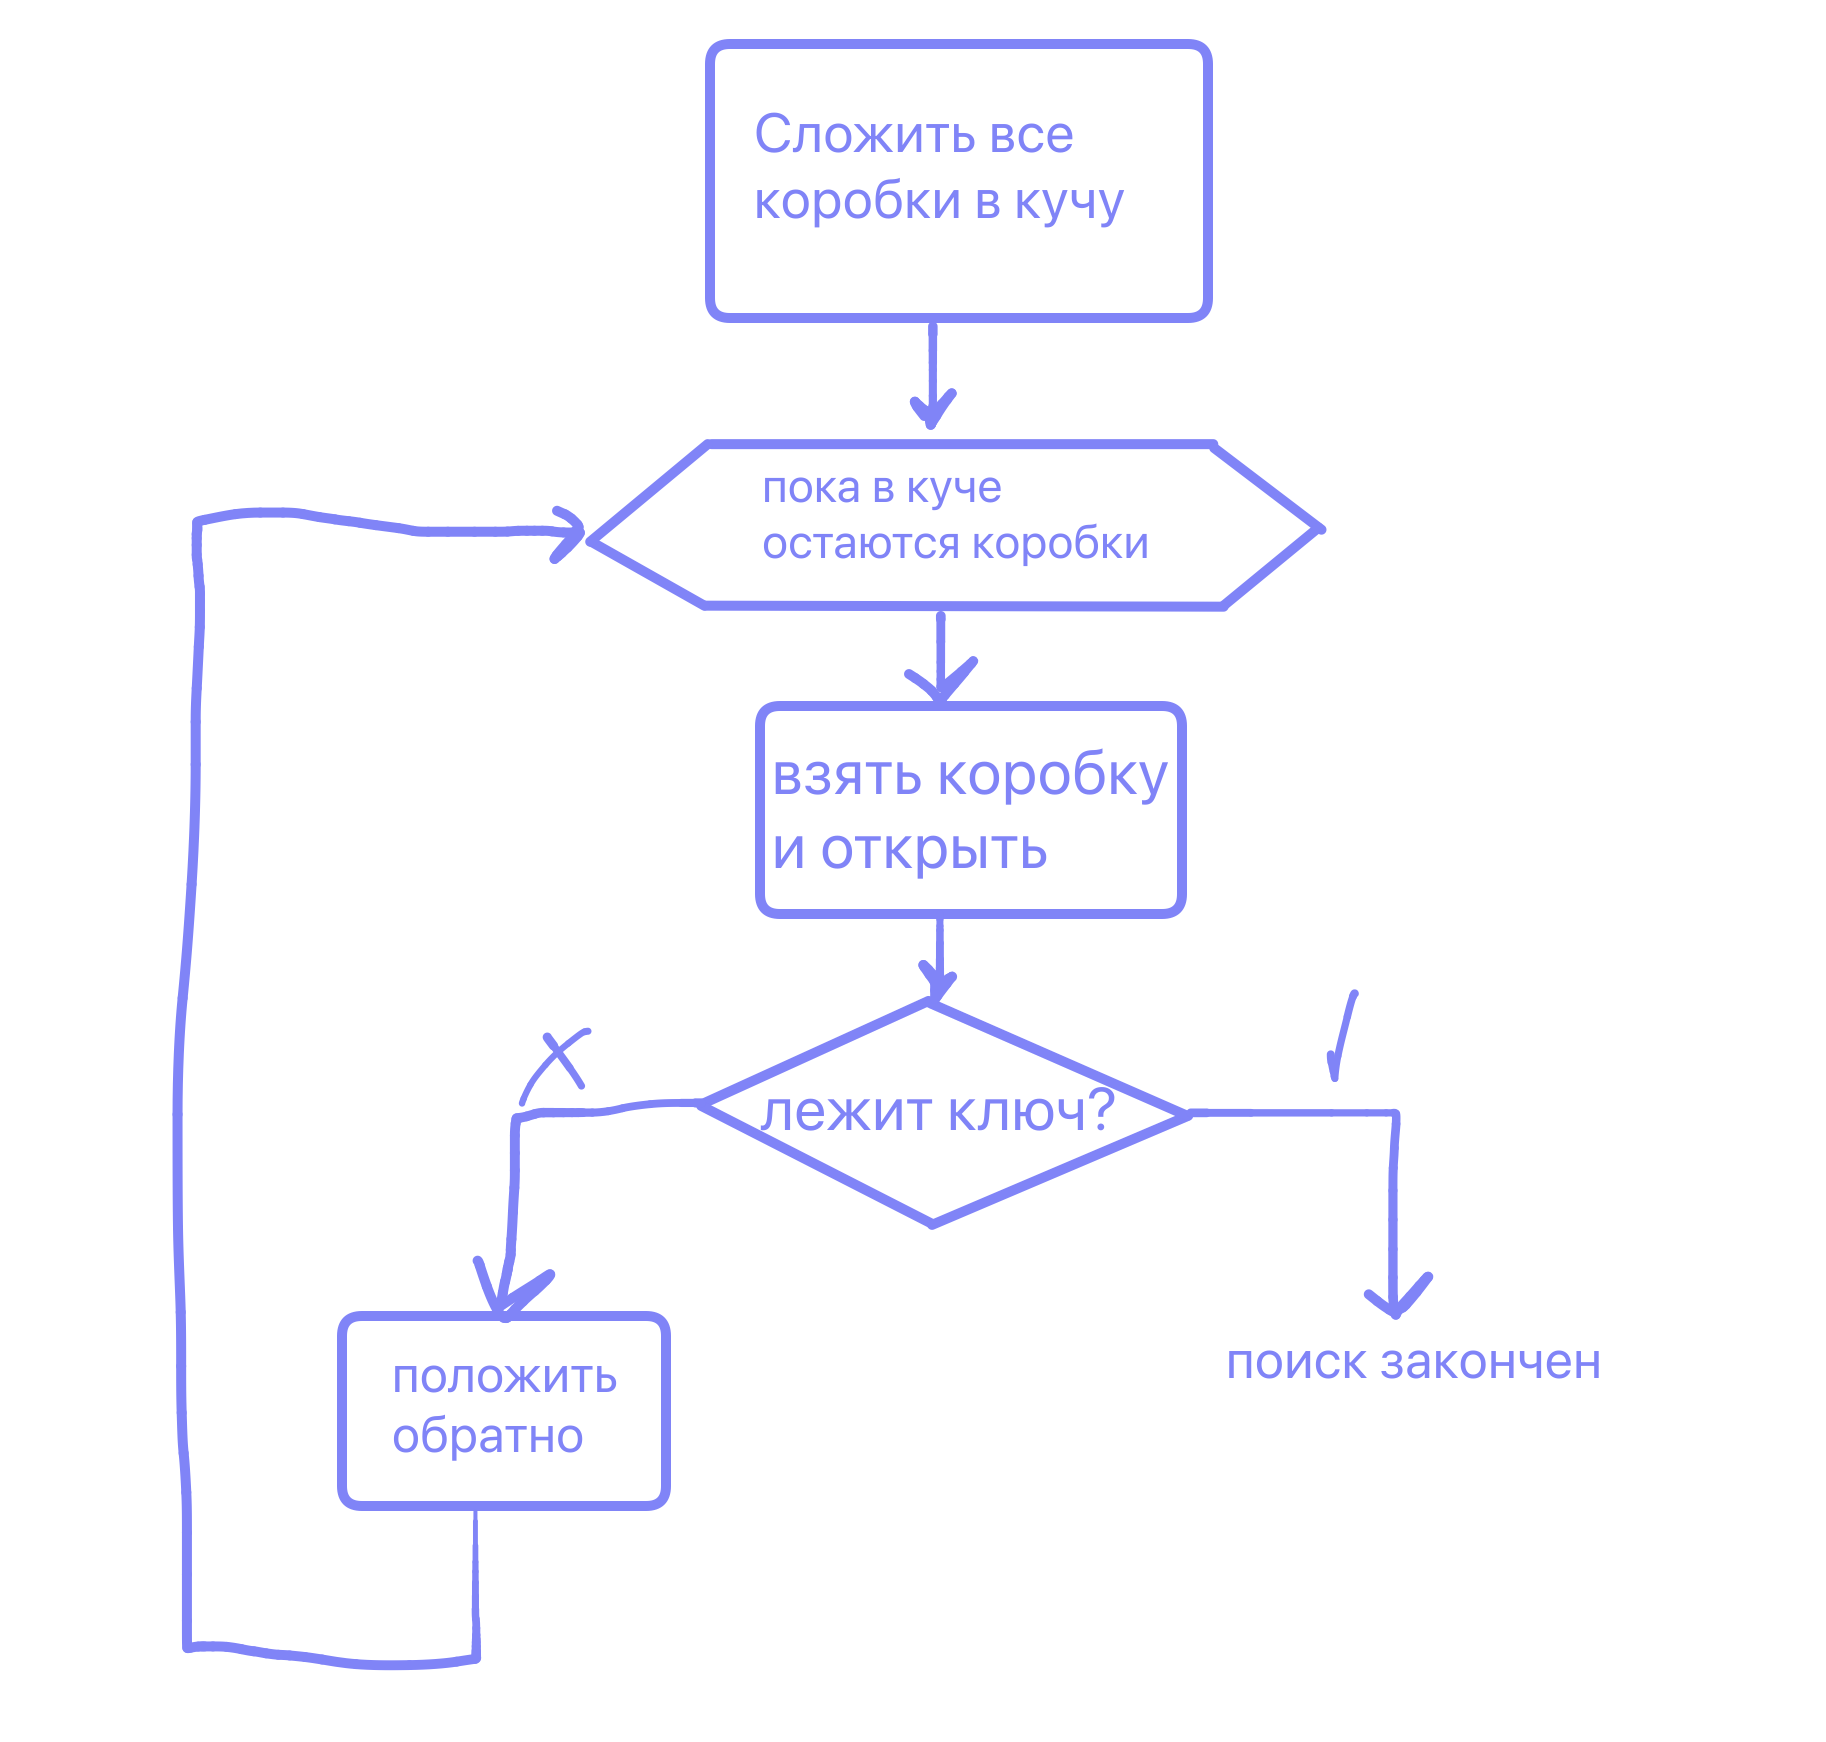 Сложить все
коробки в кучу
пока в куче
остаются коробки
взять коробку
и открыть
лежит ключ?
положить
обратно
поиск закончен